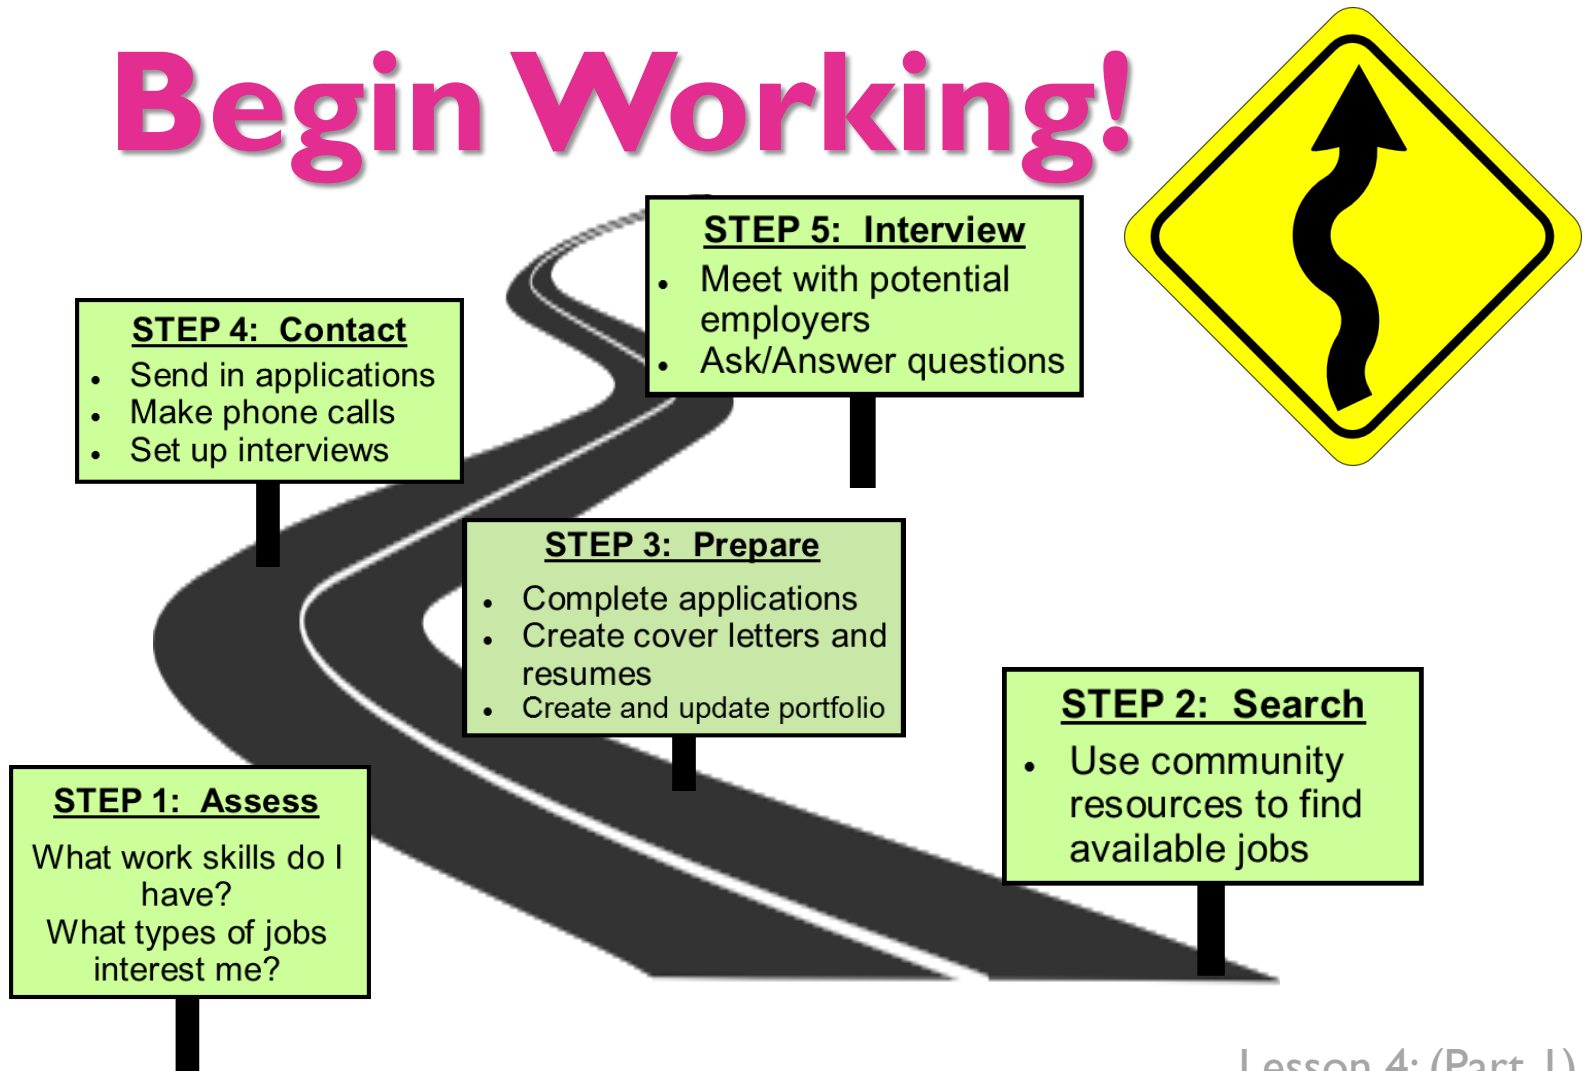 Begin Working!
STEP 5: Interview
• Meet with potential
employers
• Ask/Answer questions
STEP 4: Contact
• Send in applications
• Make phone calls
• Set up interviews
STEP 3: Prepare
• Complete applications
• Create cover letters and
resumes
• Create and update portfolio
STEP 2: Search
• Use community
resources to find
available jobs
STEP 1: Assess
What work skills do I
have?
What types of jobs
interest me?
Lesson 4: (Part 1)